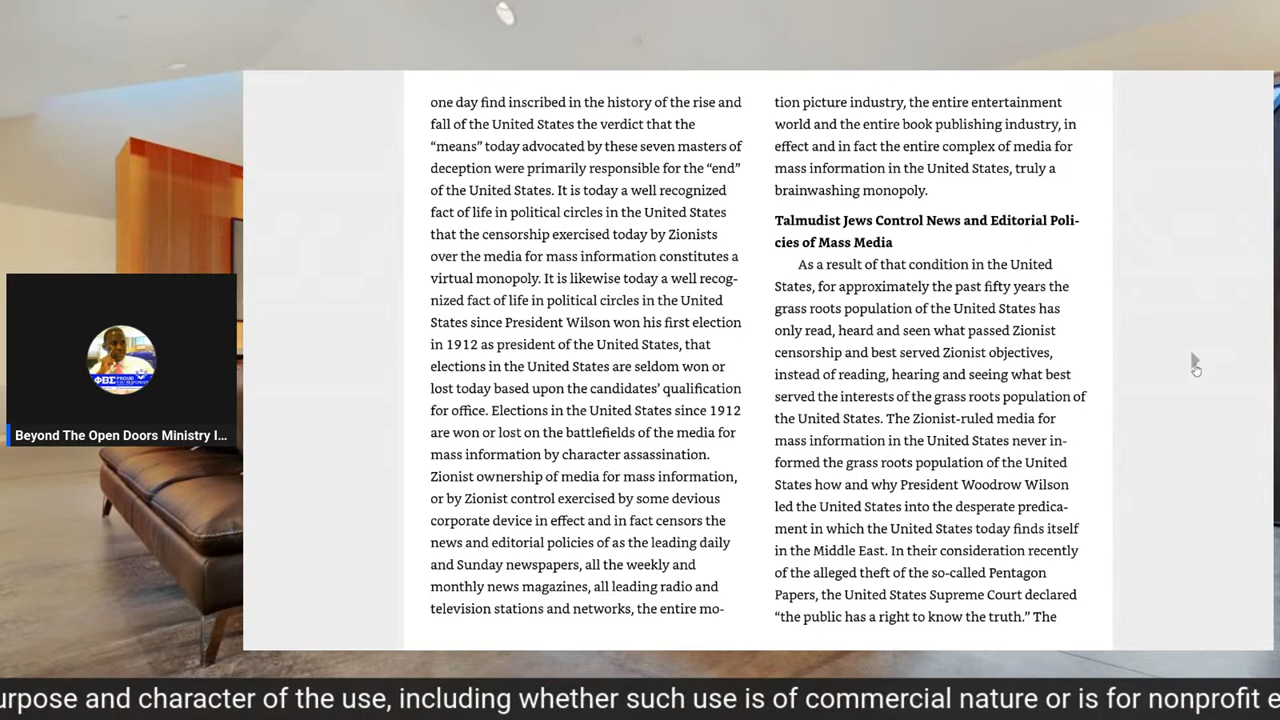 one day find inscribed in the history of the rise and
fall of the United States the verdict that the
“means” today advocated by these seven masters of
deception were primarily responsible for the “end”
of the United States. It is today a well recognized
fact of life in political circles in the United States
that the censorship exercised today by Zionists
over the media for mass information constitutes a
virtual monopoly. It is likewise today a well recog-
nized fact of life in political circles in the United
States since President Wilson won his first election
in 1912 as president of the United States, that
elections in the United States are seldom won or
lost today based upon the candidates’ qualification
for office. Elections in the United States since 1912
are won or lost on the battlefields of the media for
mass information by character assassination.
Zionist ownership of media for mass information,
or by Zionist control exercised by some devious
corporate device in effect and in fact censors the
news and editorial policies of as the leading daily
and Sunday newspapers, all the weekly and
monthly news magazines, all leading radio and
television stations and networks, the entire mo-
tion picture industry, the entire entertainment
world and the entire book publishing industry, in
effect and in fact the entire complex of media for
mass information in the United States, truly a
brainwashing monopoly.
Talmudist Jews Control News and Editorial Poli-
cies of Mass Media
As a result of that condition in the United
States, for approximately the past fifty years the
grass roots population of the United States has
only read, heard and seen what passed Zionist
censorship and best served Zionist objectives,
instead of reading, hearing and seeing what best
served the interests of the grass roots population of
the United States. The Zionist-ruled media for
mass information in the United States never in-
formed the grass roots population of the United
States how and why President Woodrow Wilson
led the United States into the desperate predica-
ment in which the United States today finds itself
in the Middle East. In their consideration recently
of the alleged theft of the so-called Pentagon
Papers, the United States Supreme Court declared
“the public has a right to know the truth.” The
ΦΒΣ PROUD
Beyond The Open Doors Ministry I...
urpose and character of the use, including whether such use is of commercial nature or is for nonprofit e